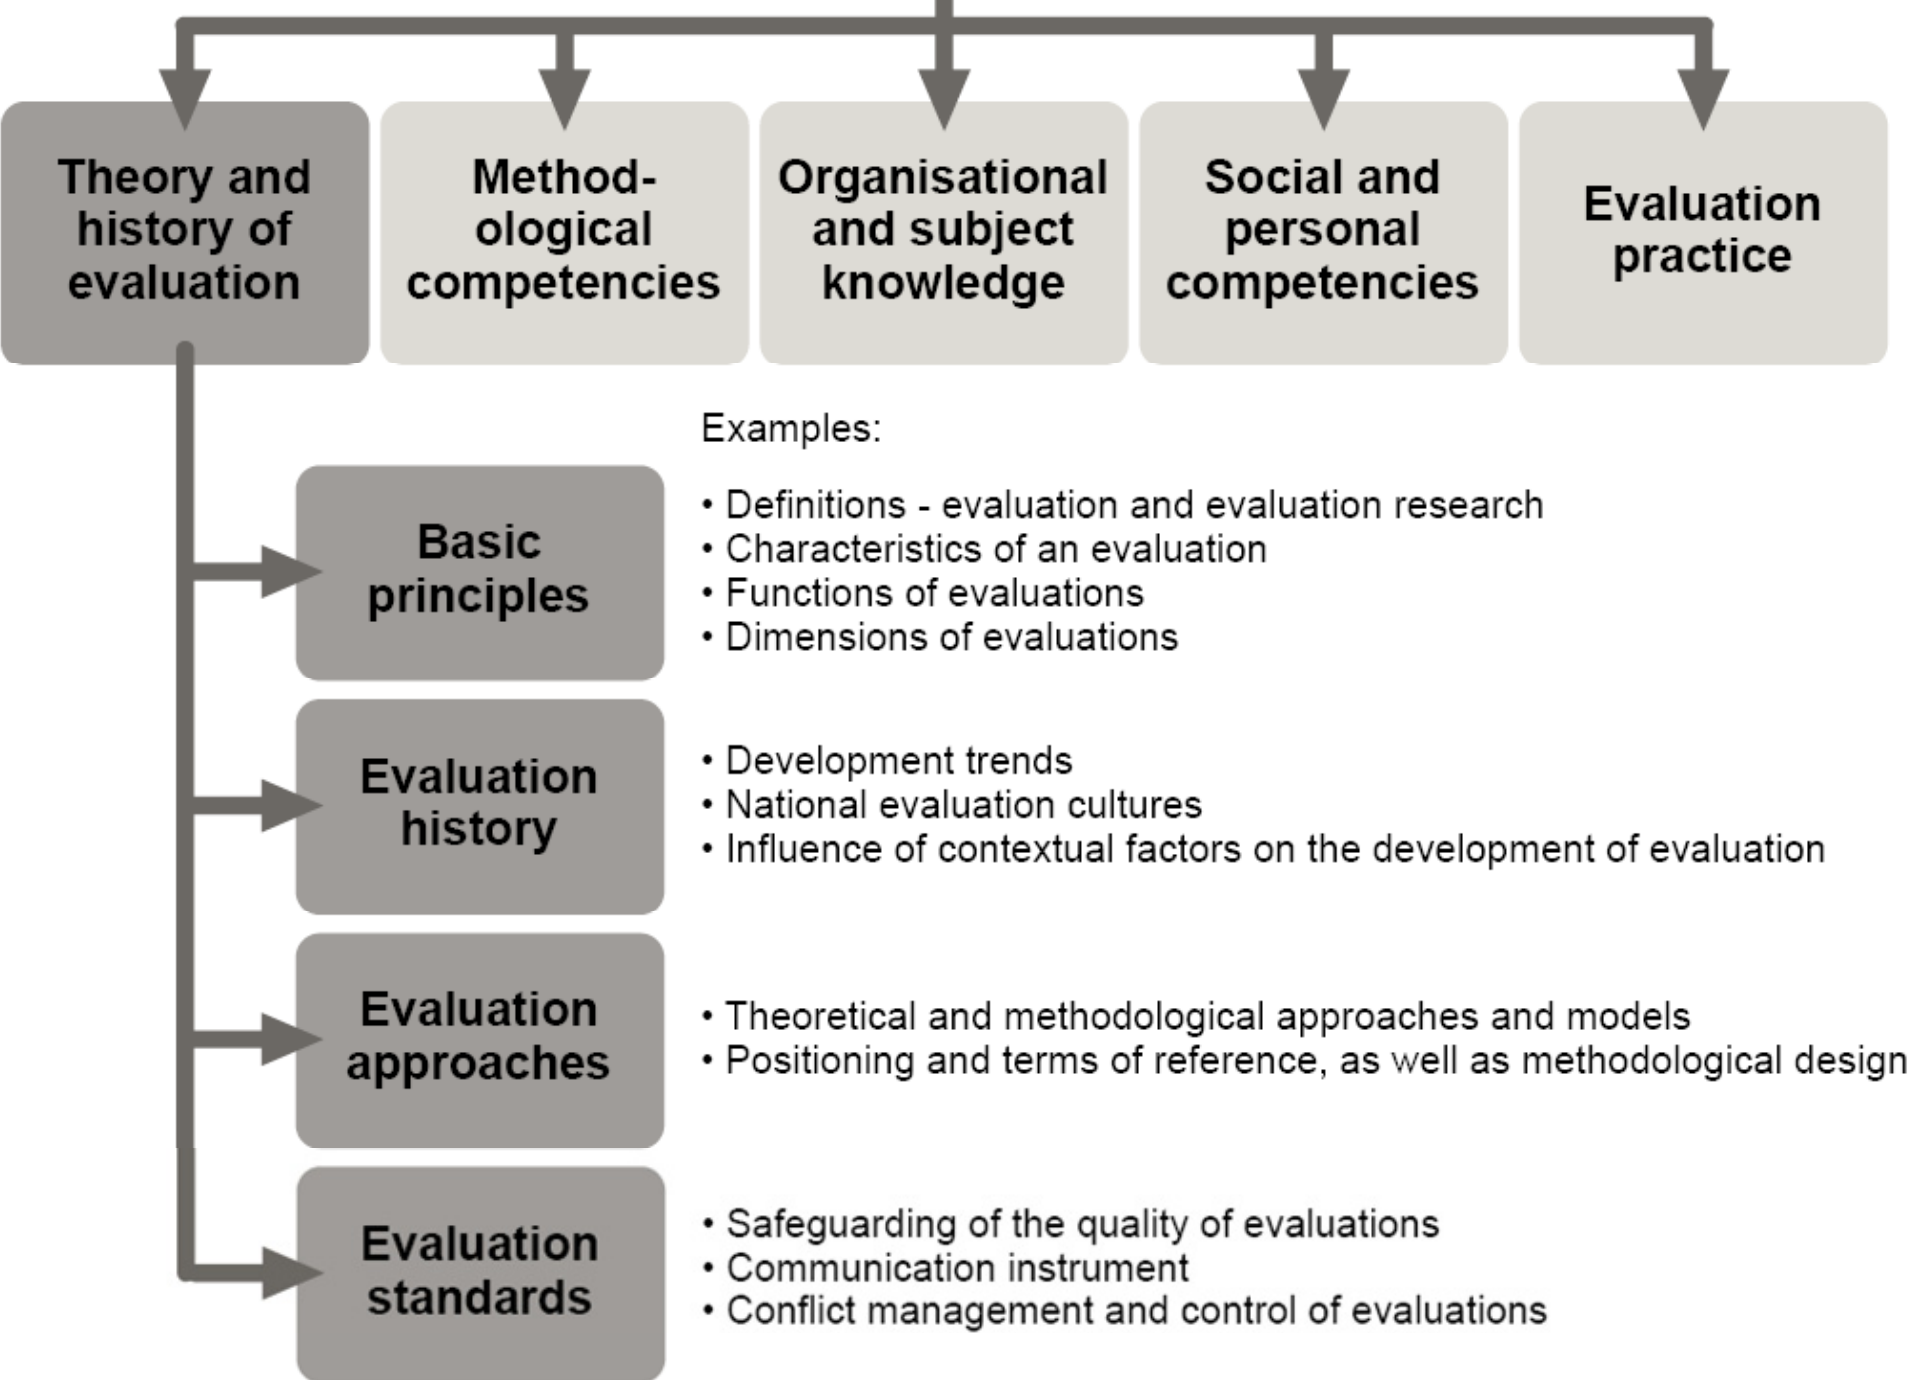 Theory and
history of
evaluation
Method-
ological
competencies
Organisational
and subject
knowledge
Social and
personal
competencies
Evaluation
practice
Examples:
Basic
principles
• Definitions - evaluation and evaluation research
• Characteristics of an evaluation
• Functions of evaluations
• Dimensions of evaluations
Evaluation
history
• Development trends
• National evaluation cultures
• Influence of contextual factors on the development of evaluation
Evaluation
approaches
• Theoretical and methodological approaches and models
• Positioning and terms of reference, as well as methodological design
Evaluation
standards
• Safeguarding of the quality of evaluations
• Communication instrument
• Conflict management and control of evaluations